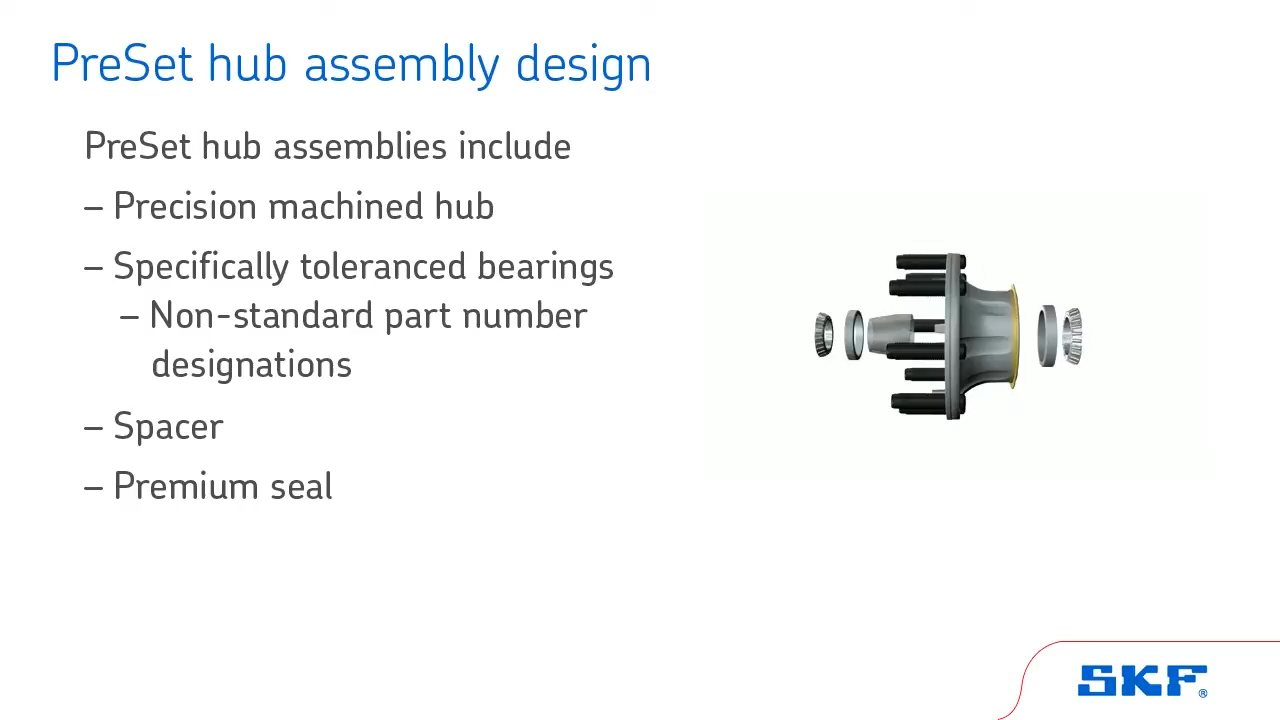 PreSet hub assembly design
PreSet hub assemblies include
– Precision machined hub
– Specifically toleranced bearings
– Non-standard part number
designations
– Spacer
– Premium seal
SKF®